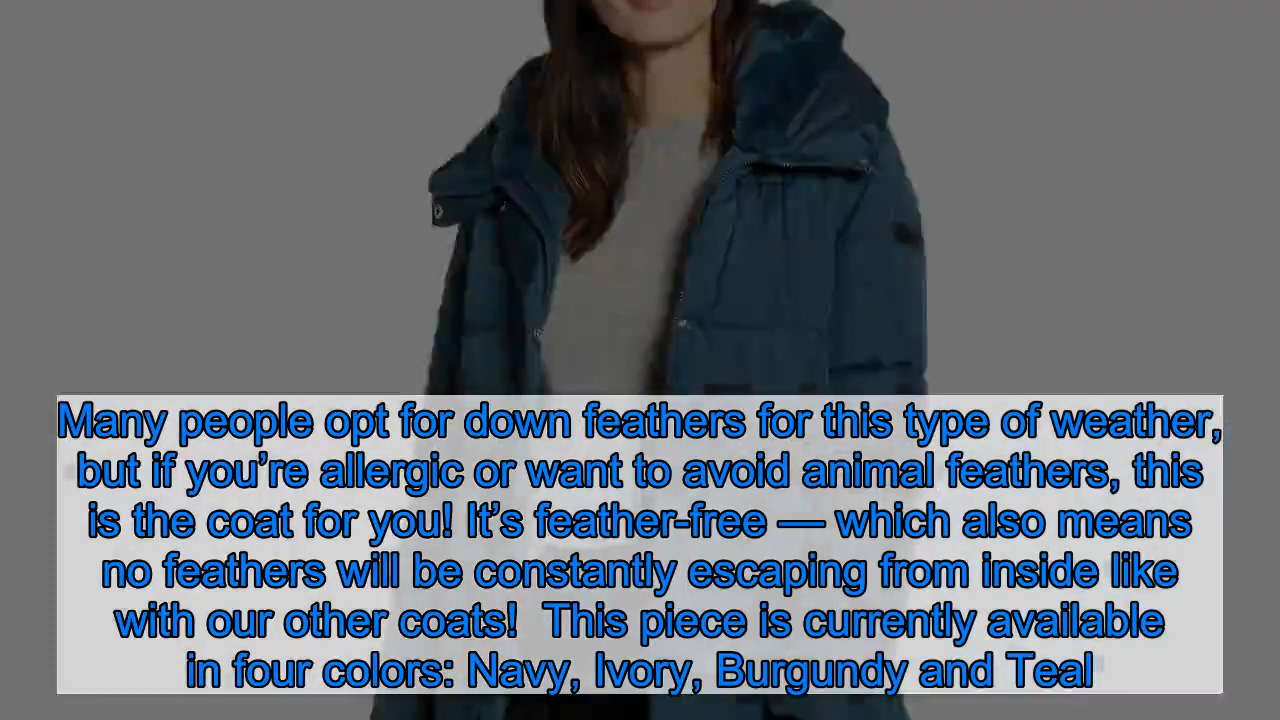 Many people opt for down feathers for this type of weather,
but if you’re allergic or want to avoid animal feathers, this
is the coat for you! It’s feather-free — which also means
no feathers will be constantly escaping from inside like
with our other coats!  This piece is currently available
in four colors: Navy, Ivory, Burgundy and Teal